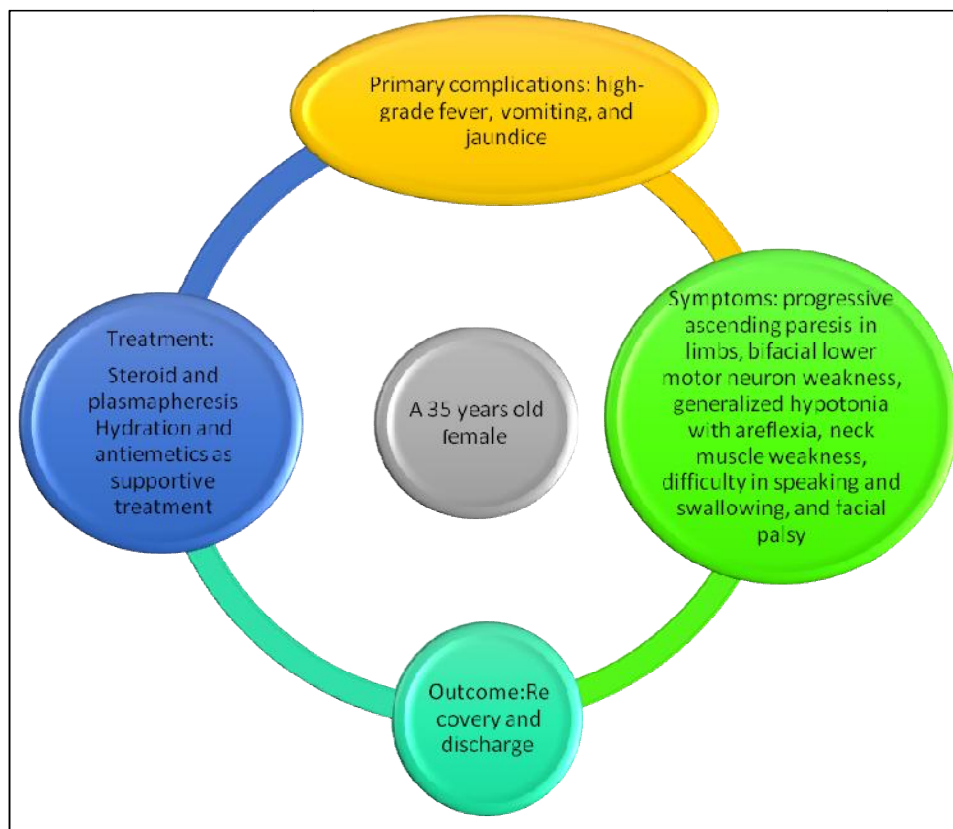 Primary complications: high-
grade fever, vomiting, and
jaundice
Symptoms: progressive
ascending paresis in
limbs, bifacial lower
motor neuron weakness,
generalized hypotonia
with areflexia, neck
muscle weakness,
difficulty in speaking and
swallowing, and facial
palsy
Treatment:
Steroid and
plasmapheresis
Hydration and
antiemetics as
supportive
treatment
A 35 years old
female
Outcome:Re
covery and
discharge